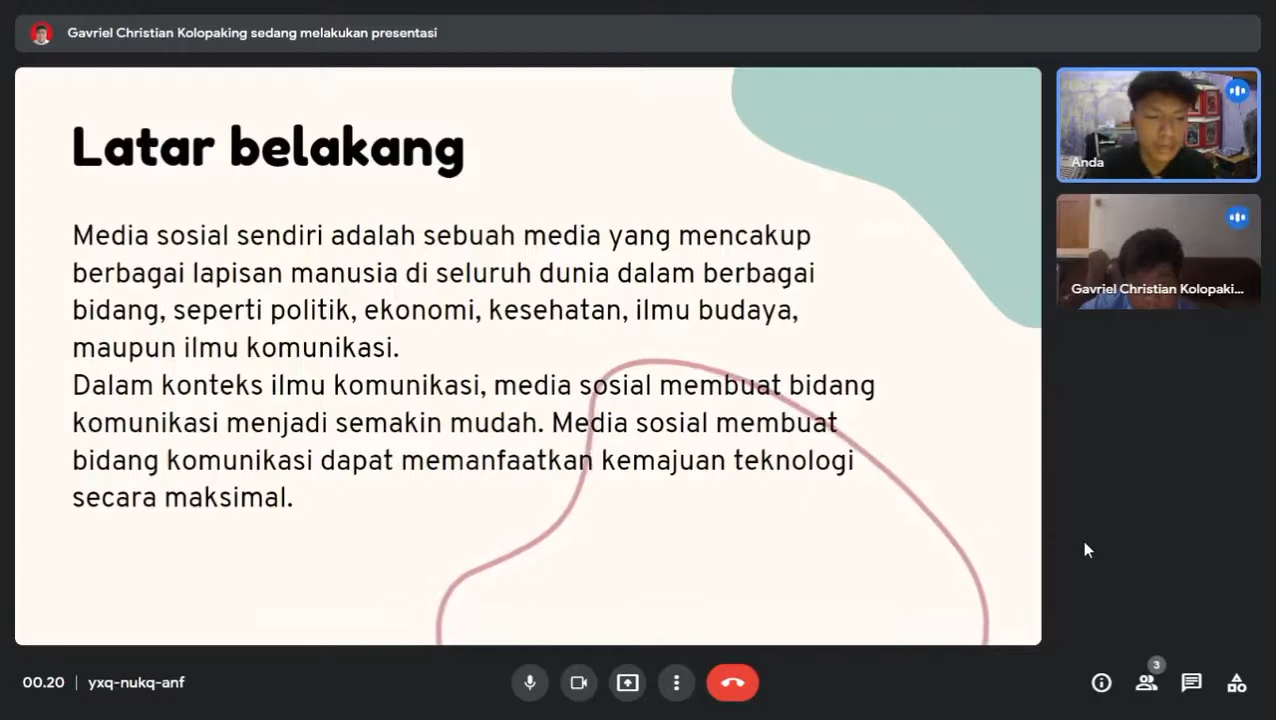 Gavriel Christian Kolopaking sedang melakukan presentasi
Latar belakang
Media sosial sendiri adalah sebuah media yang mencakup
berbagai lapisan manusia di seluruh dunia dalam berbagai
bidang, seperti politik, ekonomi, kesehatan, ilmu budaya,
maupun ilmu komunikasi.
Dalam konteks ilmu komunikasi, media sosial membuat bidang
komunikasi menjadi semakin mudah. Media sosial membuat
bidang komunikasi dapat memanfaatkan kemajuan teknologi
secara maksimal.
Anda
Gavriel Christian Kolopaki...
00.20 | yxq-nukq-anf
3